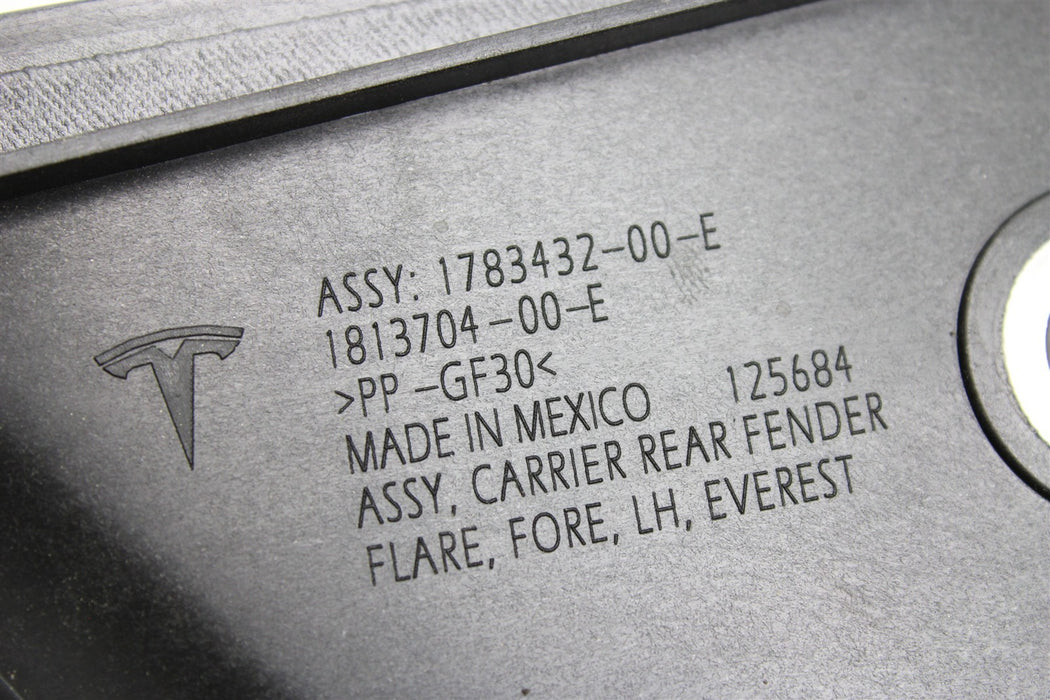 ASSY: 1783432-00-E
1813704-00-E
>PP-GF30<
MADE IN MEXICO 125684
ASSY, CARRIER REAR FENDER
FLARE, FORE, LH, EVEREST